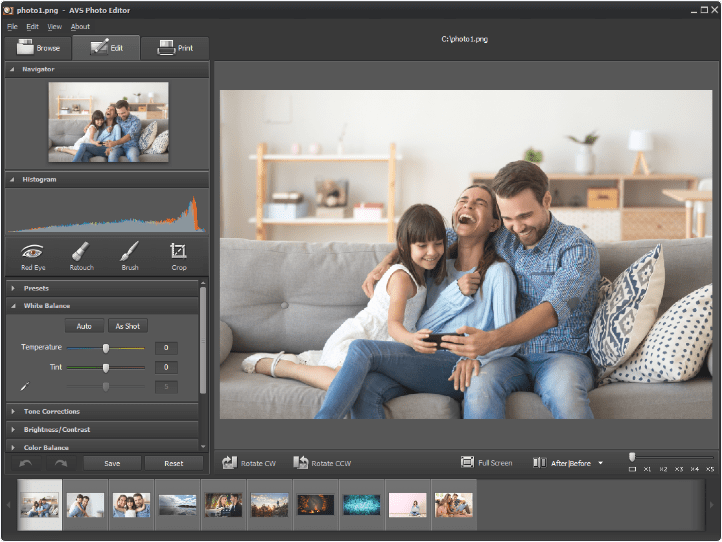 photo1.png - AVS Photo Editor
File Edit View About
Browse Edit Print
C:\photo1.png
Navigator
Histogram
Red Eye Retouch Brush Crop
Presets
White Balance
Auto As Shot
Temperature 0
Tint 0
5
Tone Corrections
Brightness/Contrast
Color Balance
Save Reset
Rotate CW Rotate CCW Full Screen After|Before
X1 X2 X3 X4 X5